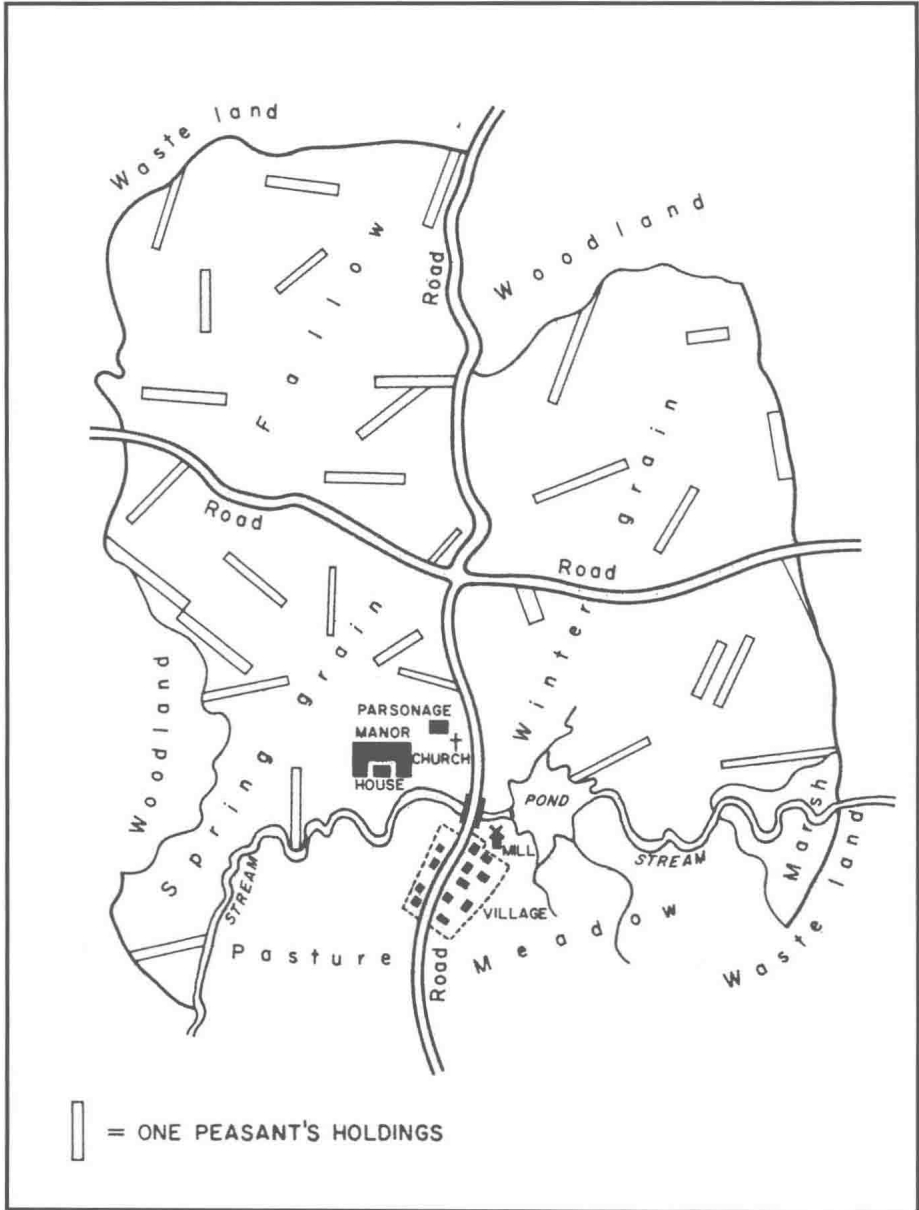 Waste land
Woodland
Fallow
Road
Road
Winter grain
Road
Woodland
Spring grain
PARSONAGE
MANOR
CHURCH
HOUSE
POND
MILL
STREAM
STREAM
VILLAGE
Marsh
Waste land
Pasture
Road
Meadow
= ONE PEASANT'S HOLDINGS